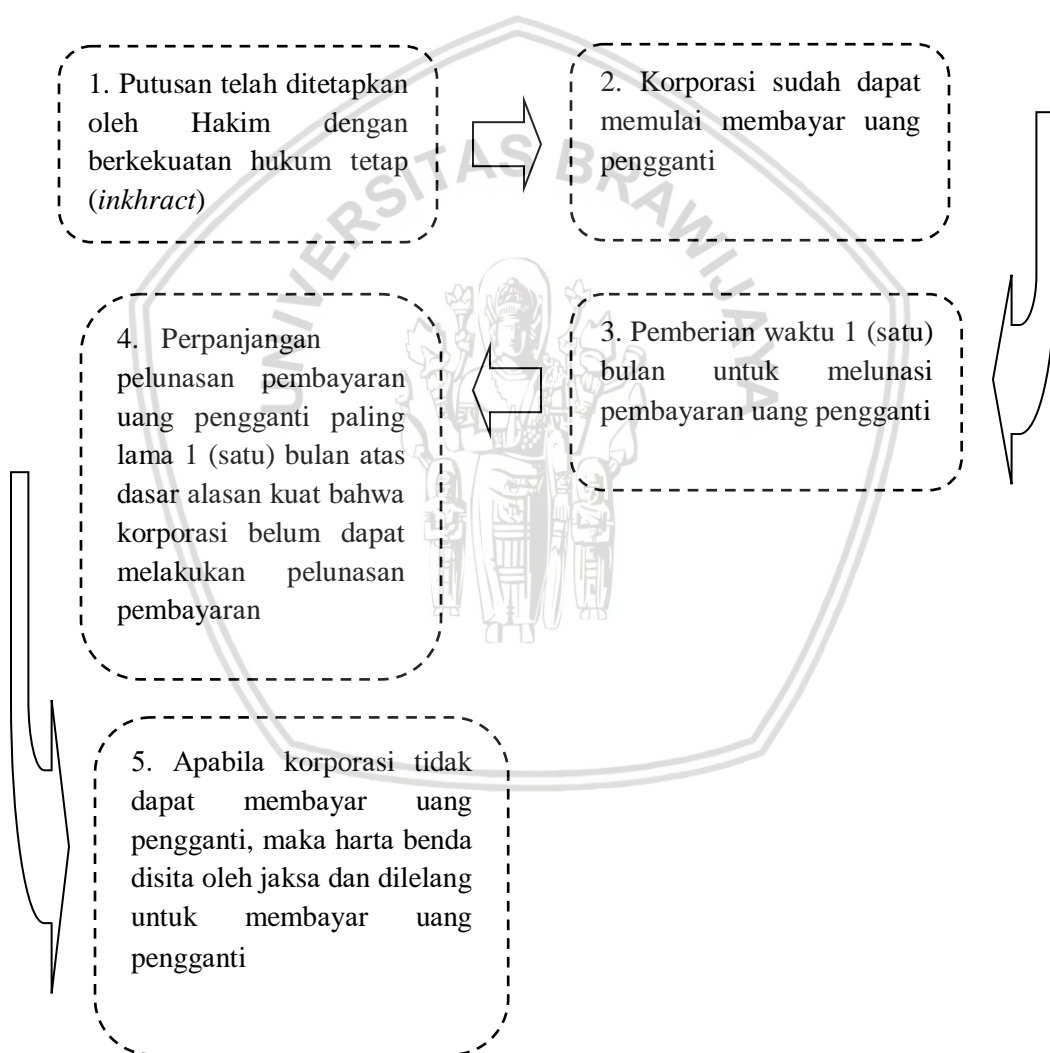 1. Putusan telah ditetapkan
oleh Hakim dengan
berkekuatan hukum tetap
(inkhract)
2. Korporasi sudah dapat
memulai membayar uang
pengganti
3. Pemberian waktu 1 (satu)
bulan untuk melunasi
pembayaran uang pengganti
4. Perpanjangan
pelunasan pembayaran
uang pengganti paling
lama 1 (satu) bulan atas
dasar alasan kuat bahwa
korporasi belum dapat
melakukan pelunasan
pembayaran
5. Apabila korporasi tidak
dapat membayar uang
pengganti, maka harta benda
disita oleh jaksa dan dilelang
untuk membayar uang
pengganti
UNIVERSITAS BRAWIJAYA